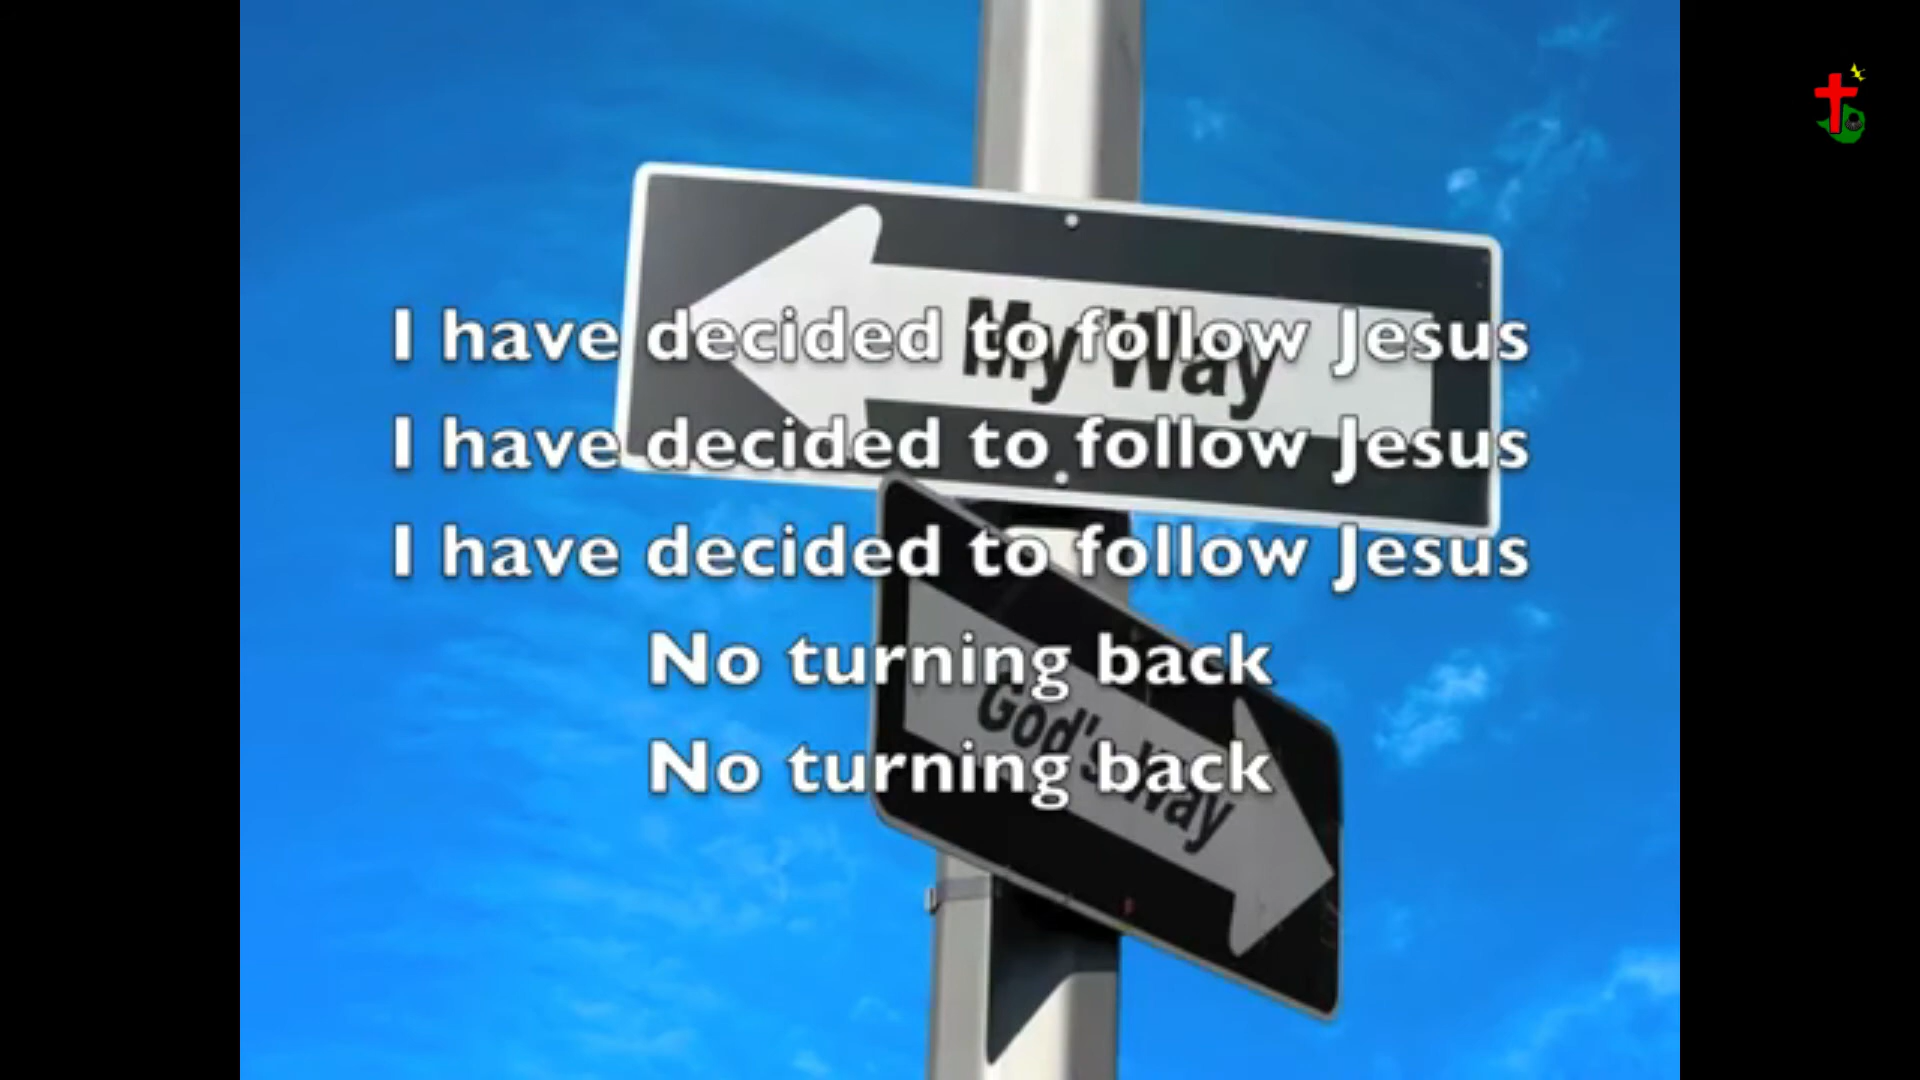 My Way
I have decided to follow Jesus
I have decided to follow Jesus
I have decided to follow Jesus
No turning back
God's Way
No turning back